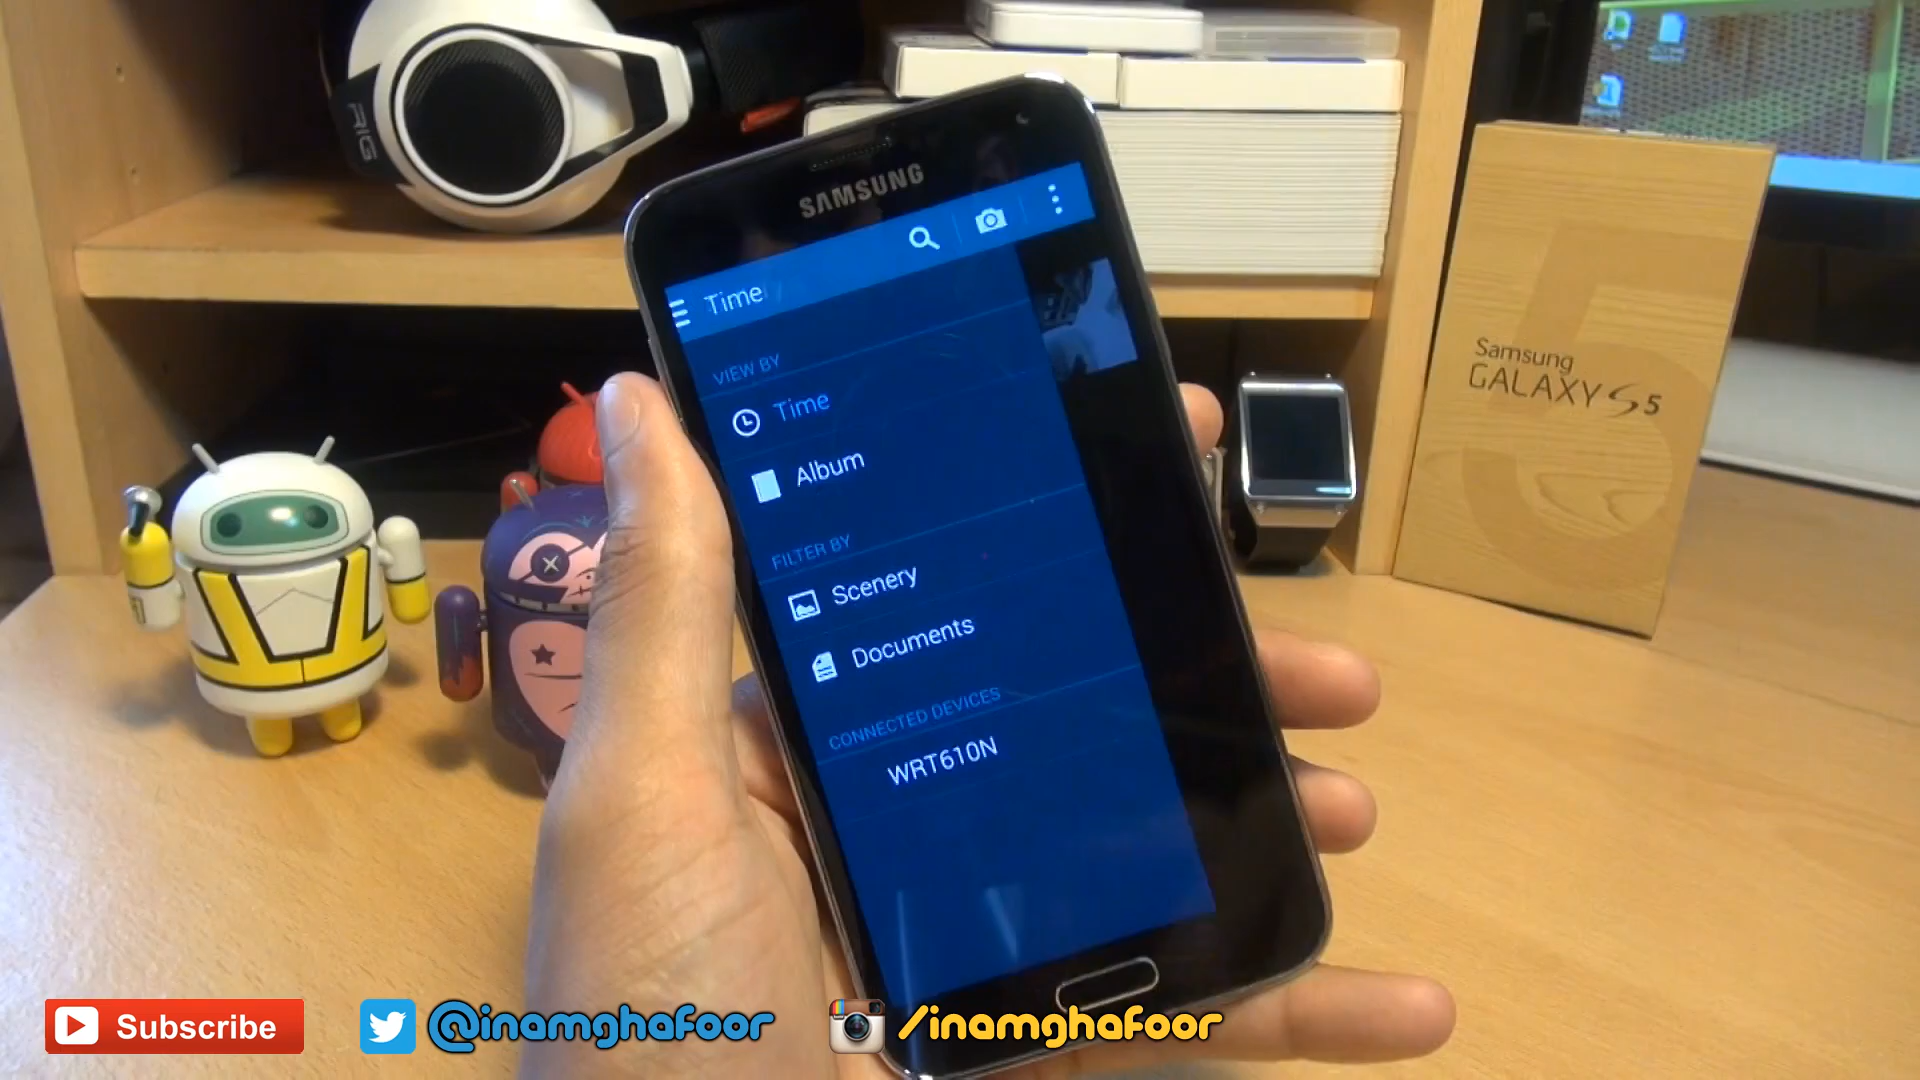 RIG
SAMSUNG
Time
VIEW BY
Time
Album
FILTER BY
Scenery
Documents
CONNECTED DEVICES
WRT610N
Samsung
GALAXY S5
5
Subscribe
@inamghafoor
/inamghafoor